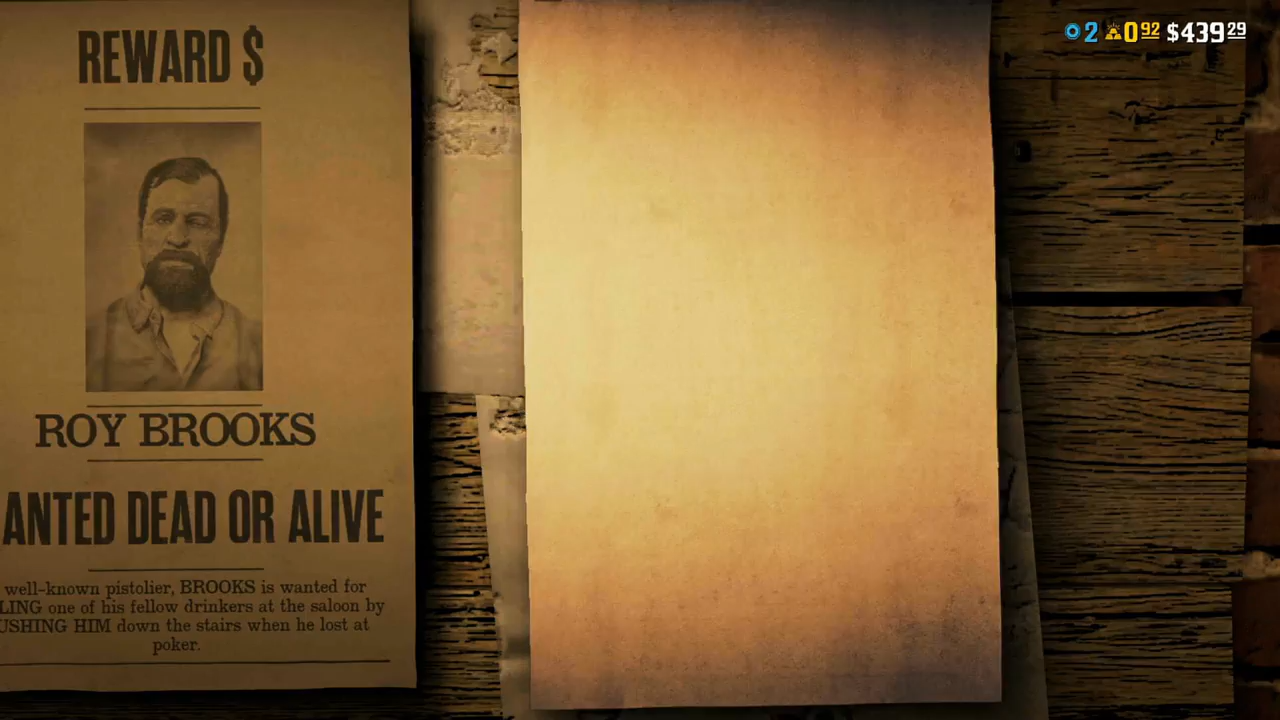 REWARD $
ROY BROOKS
ANTED DEAD OR ALIVE
well-known pistolier, BROOKS is wanted for
LING one of his fellow drinkers at the saloon by
USHING HIM down the stairs when he lost at
poker.
2 0.92 $439.29